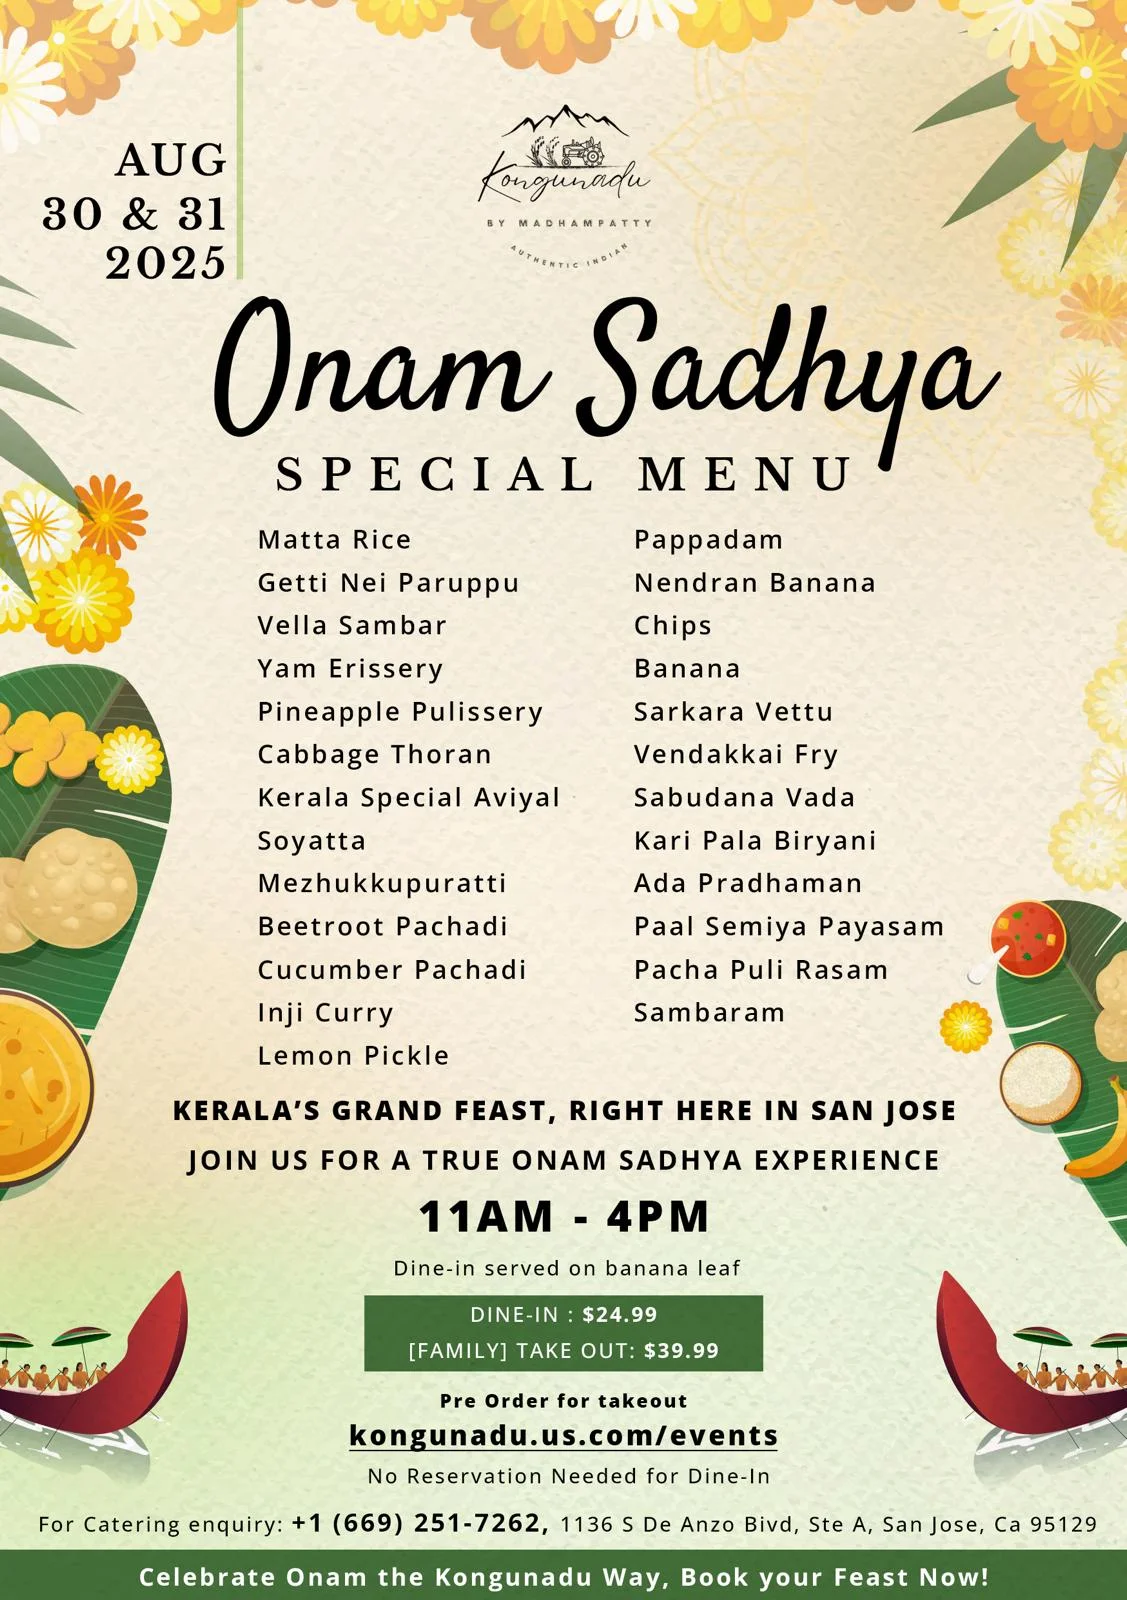 AUG
30 & 31
2025
Kongunadu
BY MADHAMPATTY
AUTHENTIC INDIAN
Onam Sadhya
SPECIAL MENU
Matta Rice
Getti Nei Paruppu
Vella Sambar
Yam Erissery
Pineapple Pulissery
Cabbage Thoran
Kerala Special Aviyal
Soyatta
Mezhukkupuratti
Beetroot Pachadi
Cucumber Pachadi
Inji Curry
Lemon Pickle
Pappadam
Nendran Banana
Chips
Banana
Sarkara Vettu
Vendakkai Fry
Sabudana Vada
Kari Pala Biryani
Ada Pradhaman
Paal Semiya Payasam
Pacha Puli Rasam
Sambaram
KERALA’S GRAND FEAST, RIGHT HERE IN SAN JOSE
JOIN US FOR A TRUE ONAM SADHYA EXPERIENCE
11AM - 4PM
Dine-in served on banana leaf
DINE-IN : $24.99
[FAMILY] TAKE OUT: $39.99
Pre Order for takeout
kongunadu.us.com/events
No Reservation Needed for Dine-In
For Catering enquiry: +1 (669) 251-7262, 1136 S De Anzo Bivd, Ste A, San Jose, Ca 95129
Celebrate Onam the Kongunadu Way, Book your Feast Now!